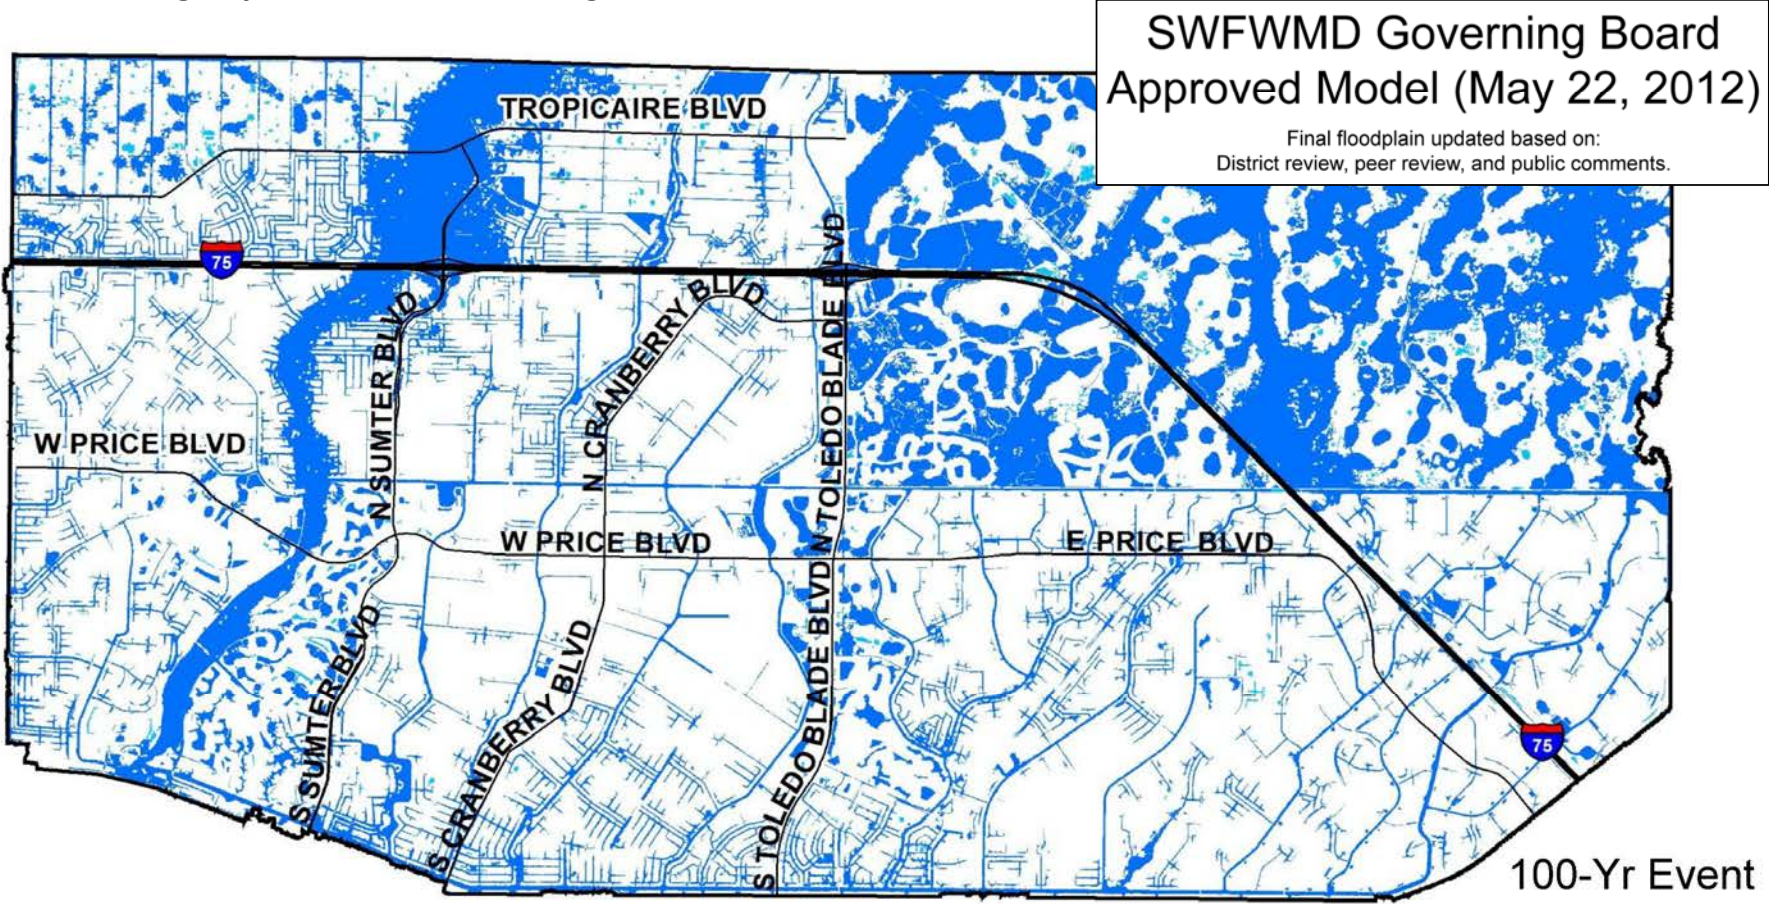 SWFWMD Governing Board
Approved Model (May 22, 2012)
Final floodplain updated based on:
District review, peer review, and public comments.
TROPICAIRE BLVD
75
N SUMTER BLVD
N CRANBERRY BLVD
N TOLEDO BLADE BLVD
W PRICE BLVD
W PRICE BLVD
E PRICE BLVD
S SUMTER BLVD
S CRANBERRY BLVD
S TOLEDO BLADE BLVD
75
100-Yr Event